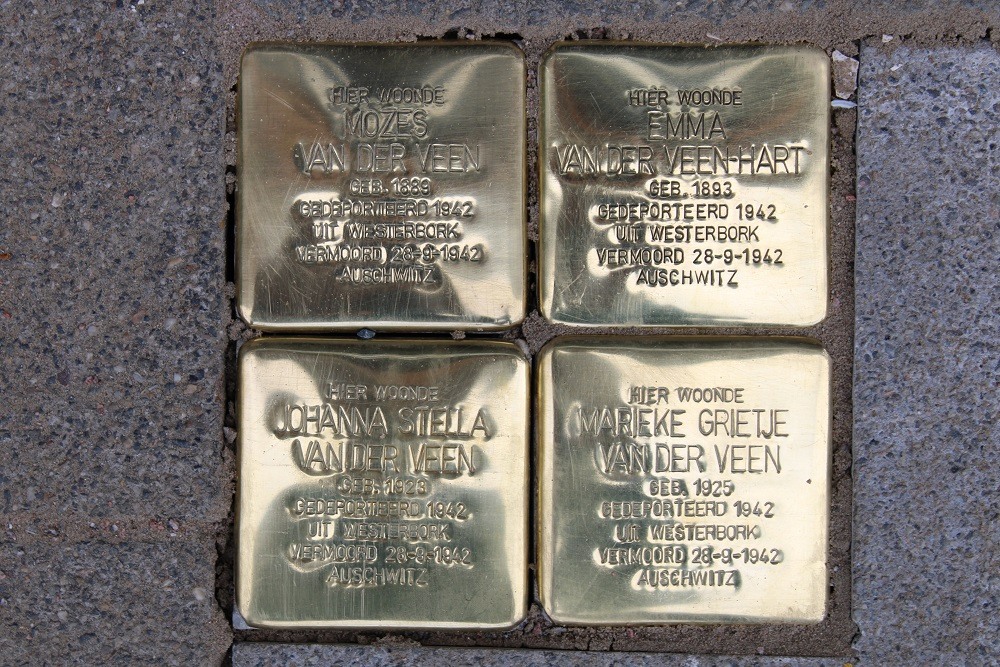 HIER WOONDE
MOZES
VAN DER VEEN
GEB. 1889
GEDEPORTEERD 1942
UIT WESTERBORK
VERMOORD 28-9-1942
AUSCHWITZ
HIER WOONDE
EMMA
VAN DER VEEN-HART
GEB. 1893
GEDEPORTEERD 1942
UIT WESTERBORK
VERMOORD 28-9-1942
AUSCHWITZ
HIER WOONDE
JOHANNA STELLA
VAN DER VEEN
GEB. 1923
GEDEPORTEERD 1942
UIT WESTERBORK
VERMOORD 28-9-1942
AUSCHWITZ
HIER WOONDE
MARIEKE GRIETJE
VAN DER VEEN
GEB. 1925
GEDEPORTEERD 1942
UIT WESTERBORK
VERMOORD 28-9-1942
AUSCHWITZ